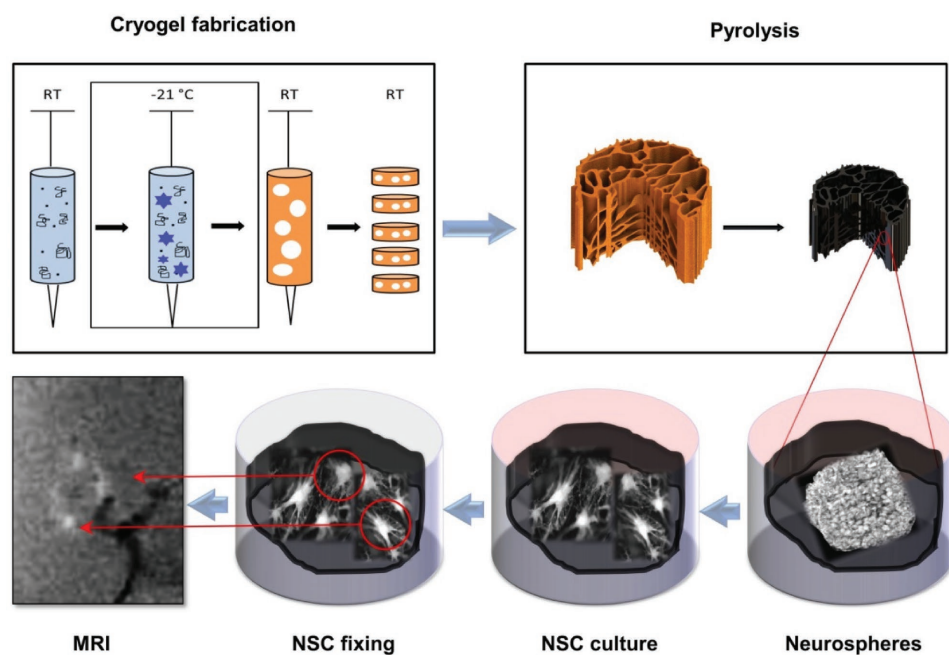 Cryogel fabrication
Pyrolysis
RT
-21 °C
RT
RT
MRI
NSC fixing
NSC culture
Neurospheres